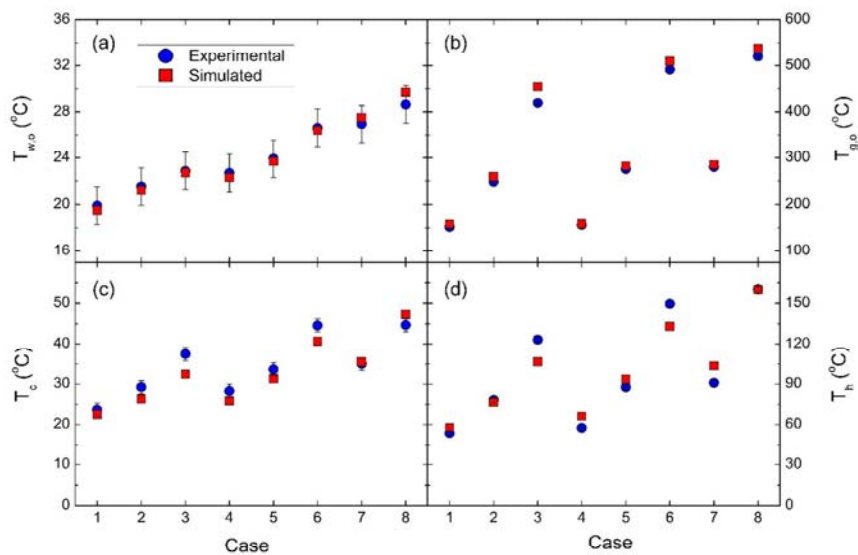 (a)
Experimental
Simulated
36
32
28
24
20
16
T_w,o (°C)
(b)
600
500
400
300
200
100
T_g,o (°C)
(c)
50
40
30
20
10
0
T_c (°C)
1 2 3 4 5 6 7 8
Case
(d)
150
120
90
60
30
0
T_h (°C)
1 2 3 4 5 6 7 8
Case